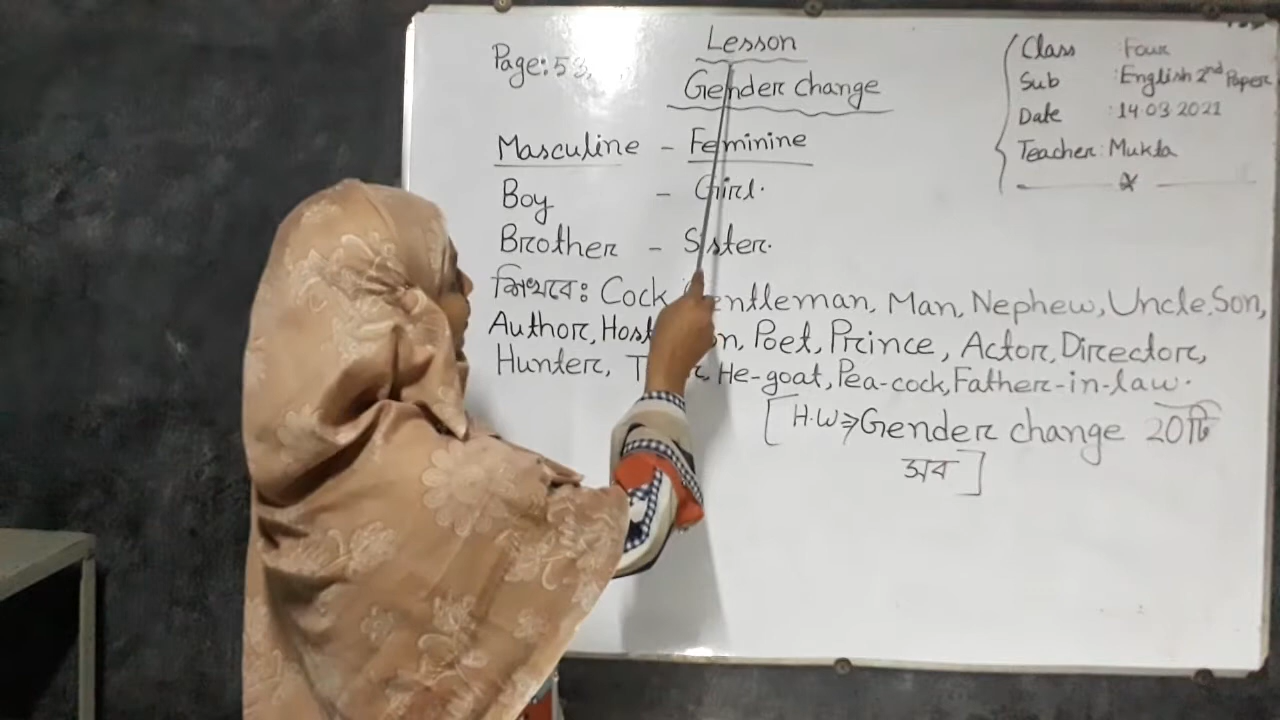 Page: 53,
Lesson
Gender change
Masculine - Feminine
Boy - Girl.
Brother - Sister.
শিখবে: Cock, Gentleman, Man, Nephew, Uncle, Son,
Author, Host, Poet, Prince, Actor, Director,
Hunter, He-goat, Pea-cock, Father-in-law.
[H.W⇒Gender change 20টি
সব]
Class : Four
Sub : English 2nd Paper
Date : 14.03.2021
Teacher: Mukta